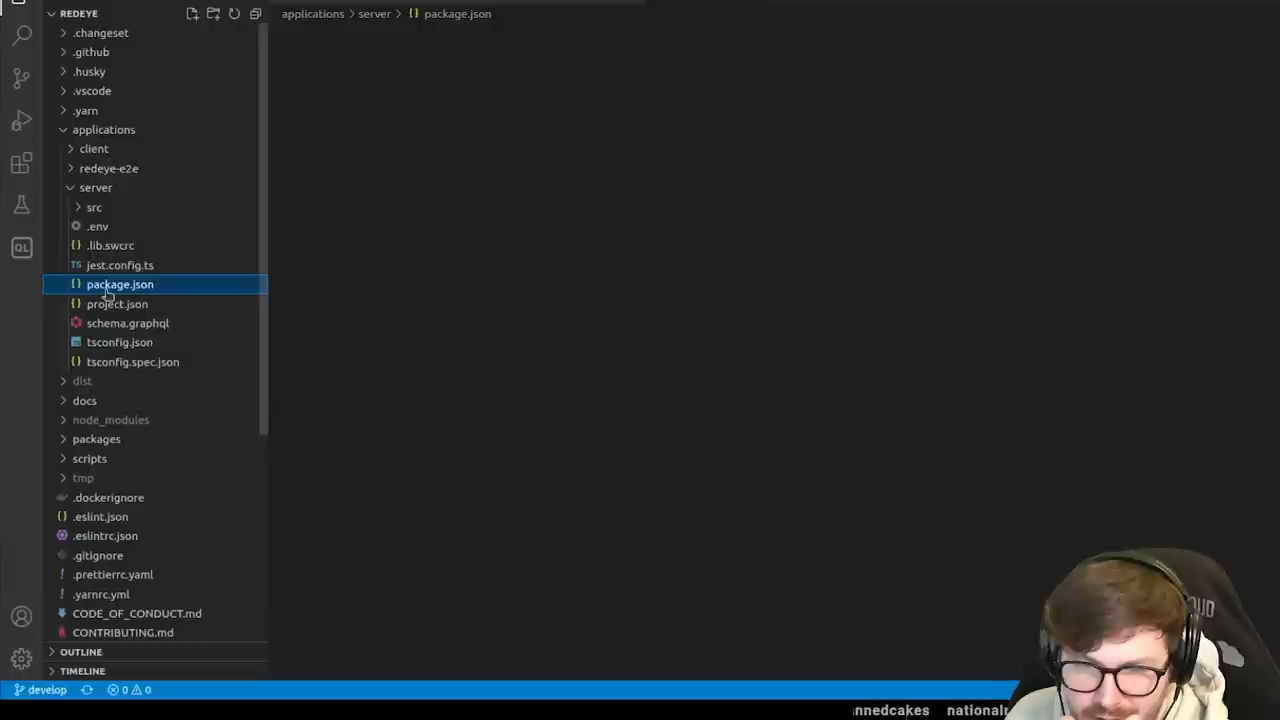 REDEYE
applications > server > {} package.json
.changeset
.github
.husky
.vscode
.yarn
applications
client
redeye-e2e
server
src
.env
{} .lib.swcrc
TS jest.config.ts
{} package.json
{} project.json
schema.graphql
tsconfig.json
{} tsconfig.spec.json
dist
docs
node_modules
packages
scripts
tmp
.dockerignore
{} .eslint.json
.eslintrc.json
.gitignore
! .prettierrc.yaml
! .yarnrc.yml
CODE_OF_CONDUCT.md
CONTRIBUTING.md
OUTLINE
TIMELINE
QL
develop 0 0
nnedcakes national